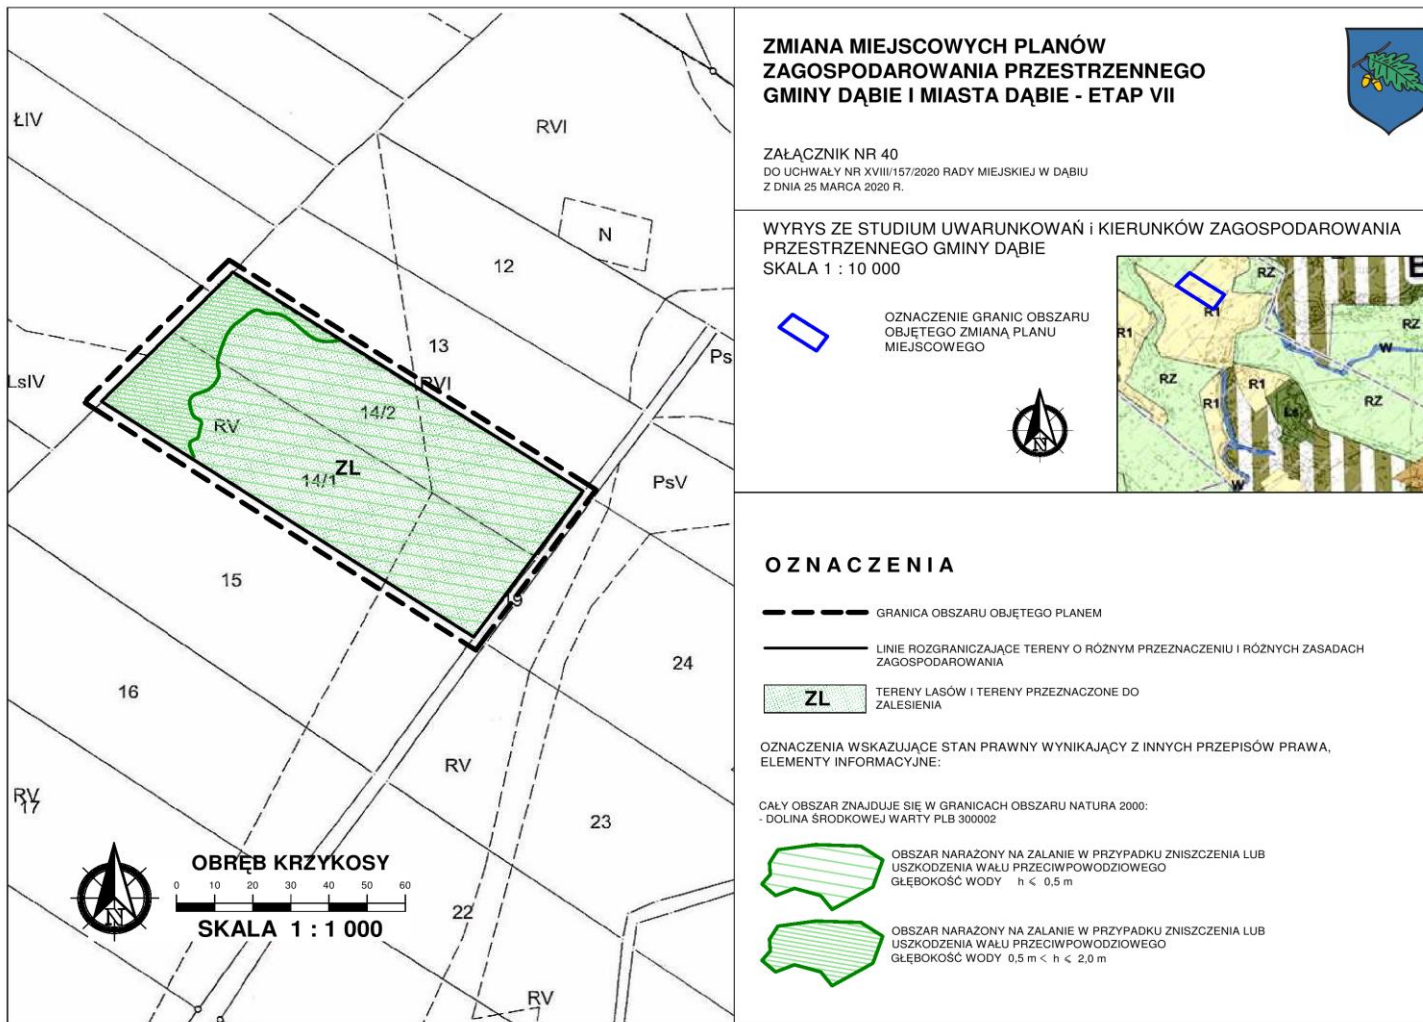 ZMIANA MIEJSCOWYCH PLANÓW
ZAGOSPODAROWANIA PRZESTRZENNEGO
GMINY DĄBIE I MIASTA DĄBIE - ETAP VII
ZAŁĄCZNIK NR 40
DO UCHWAŁY NR XVIII/157/2020 RADY MIEJSKIEJ W DĄBIU
Z DNIA 25 MARCA 2020 R.
WYRYS ZE STUDIUM UWARUNKOWAŃ i KIERUNKÓW ZAGOSPODAROWANIA
PRZESTRZENNEGO GMINY DĄBIE
SKALA 1 : 10 000
OZNACZENIE GRANIC OBSZARU
OBJĘTEGO ZMIANĄ PLANU
MIEJSCOWEGO
N
RZ
R1
RZ
W
RZ
R1
R1
RZ
Ls
W
OZNACZENIA
GRANICA OBSZARU OBJĘTEGO PLANEM
LINIE ROZGRANICZAJĄCE TERENY O RÓŻNYM PRZEZNACZENIU I RÓŻNYCH ZASADACH
ZAGOSPODAROWANIA
ZL
TERENY LASÓW I TERENY PRZEZNACZONE DO
ZALESIENIA
OZNACZENIA WSKAZUJĄCE STAN PRAWNY WYNIKAJĄCY Z INNYCH PRZEPISÓW PRAWA,
ELEMENTY INFORMACYJNE:
CAŁY OBSZAR ZNAJDUJE SIĘ W GRANICACH OBSZARU NATURA 2000:
- DOLINA ŚRODKOWEJ WARTY PLB 300002
OBSZAR NARAŻONY NA ZALANIE W PRZYPADKU ZNISZCZENIA LUB
USZKODZENIA WAŁU PRZECIWPOWODZIOWEGO
GŁĘBOKOŚĆ WODY h ⩽ 0,5 m
OBSZAR NARAŻONY NA ZALANIE W PRZYPADKU ZNISZCZENIA LUB
USZKODZENIA WAŁU PRZECIWPOWODZIOWEGO
GŁĘBOKOŚĆ WODY 0,5 m < h ⩽ 2,0 m
ŁIV
RVI
N
12
13
Ps
LsIV
RVI
14/2
RV
ZL
14/1
PsV
15
19
24
16
RV
RV
17
23
22
RV
OBRĘB KRZYKOSY
0 10 20 30 40 50 60
SKALA 1 : 1 000
N